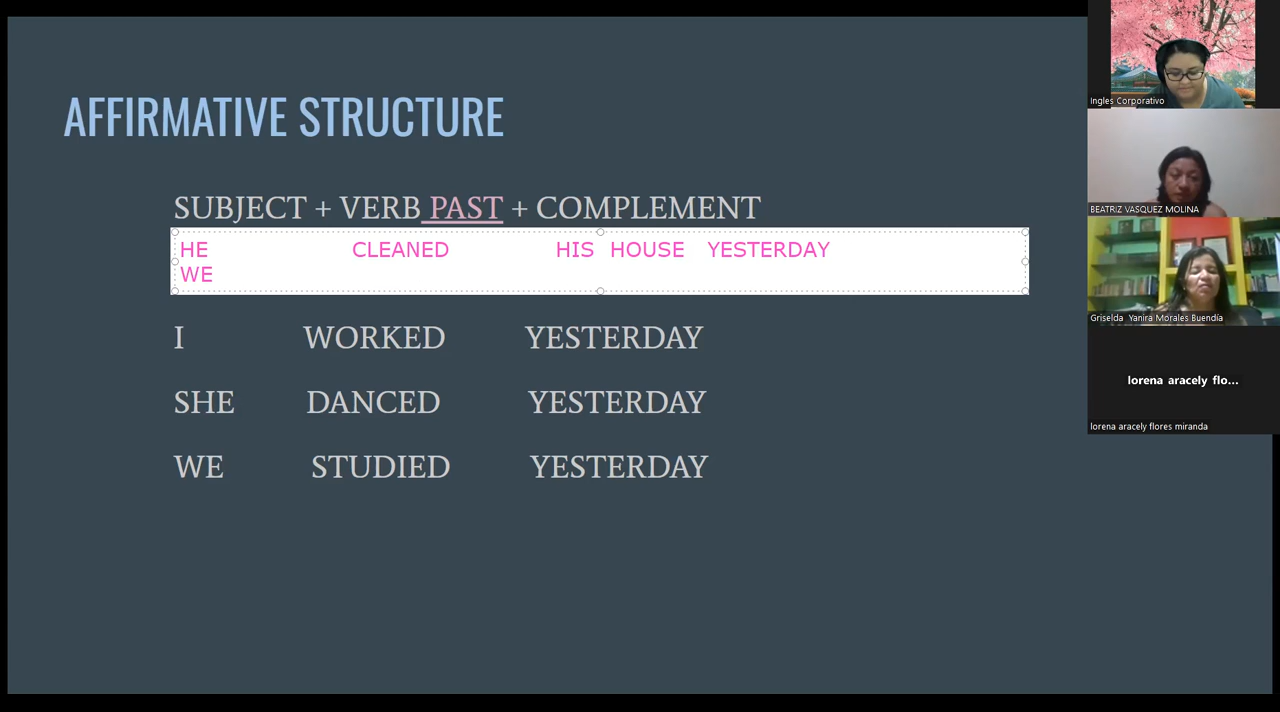 AFFIRMATIVE STRUCTURE
SUBJECT + VERB PAST + COMPLEMENT
HE CLEANED HIS HOUSE YESTERDAY
WE
I WORKED YESTERDAY
SHE DANCED YESTERDAY
WE STUDIED YESTERDAY
Ingles Corporativo
BEATRIZ VASQUEZ MOLINA
Griselda Yanira Morales Buendía
lorena aracely flo...
lorena aracely flores miranda